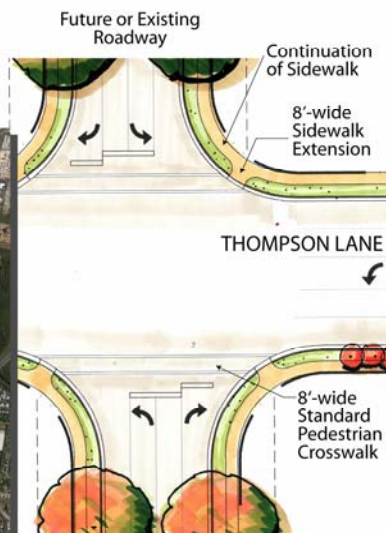 Future or Existing
Roadway
Continuation
of Sidewalk
8'-wide
Sidewalk
Extension
THOMPSON LANE
8'-wide
Standard
Pedestrian
Crosswalk